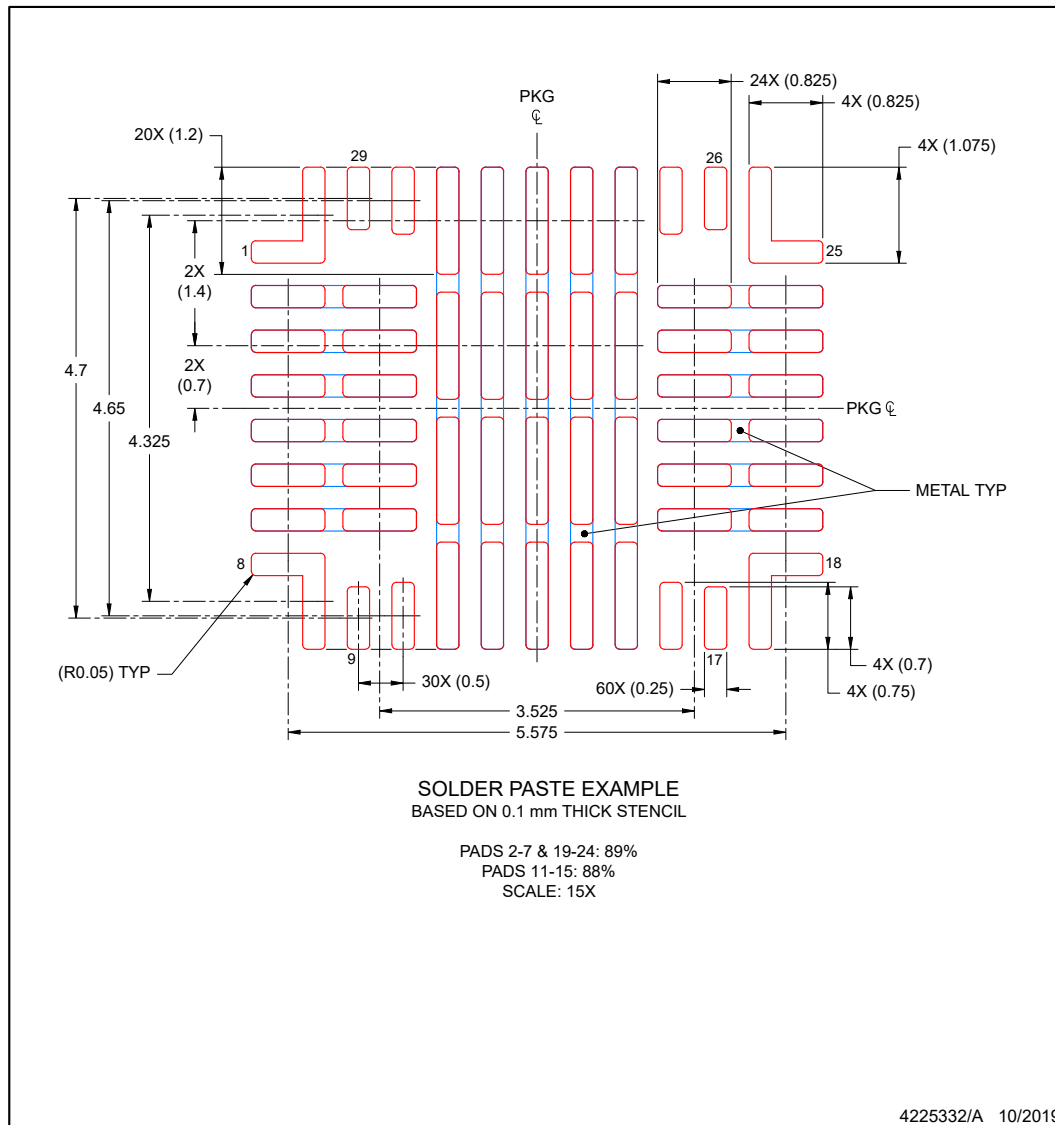 PKG
℄
24X (0.825)
4X (0.825)
20X (1.2)
29
26
4X (1.075)
1
25
2X
(1.4)
4.7
2X
(0.7)
4.65
PKG ℄
4.325
METAL TYP
8
18
9
17
(R0.05) TYP
30X (0.5)
60X (0.25)
4X (0.7)
4X (0.75)
3.525
5.575
SOLDER PASTE EXAMPLE
BASED ON 0.1 mm THICK STENCIL
PADS 2-7 & 19-24: 89%
PADS 11-15: 88%
SCALE: 15X
4225332/A 10/2019